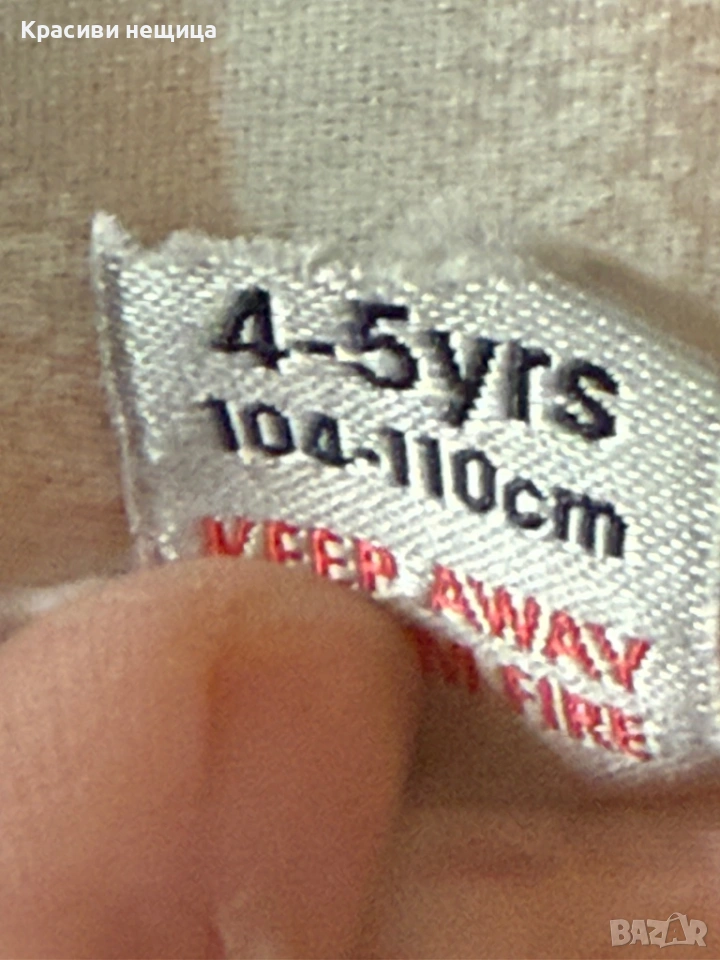 Красиви нещица
4-5yrs
104-110cm
KEEP AWAY
FIRE
BAZAR